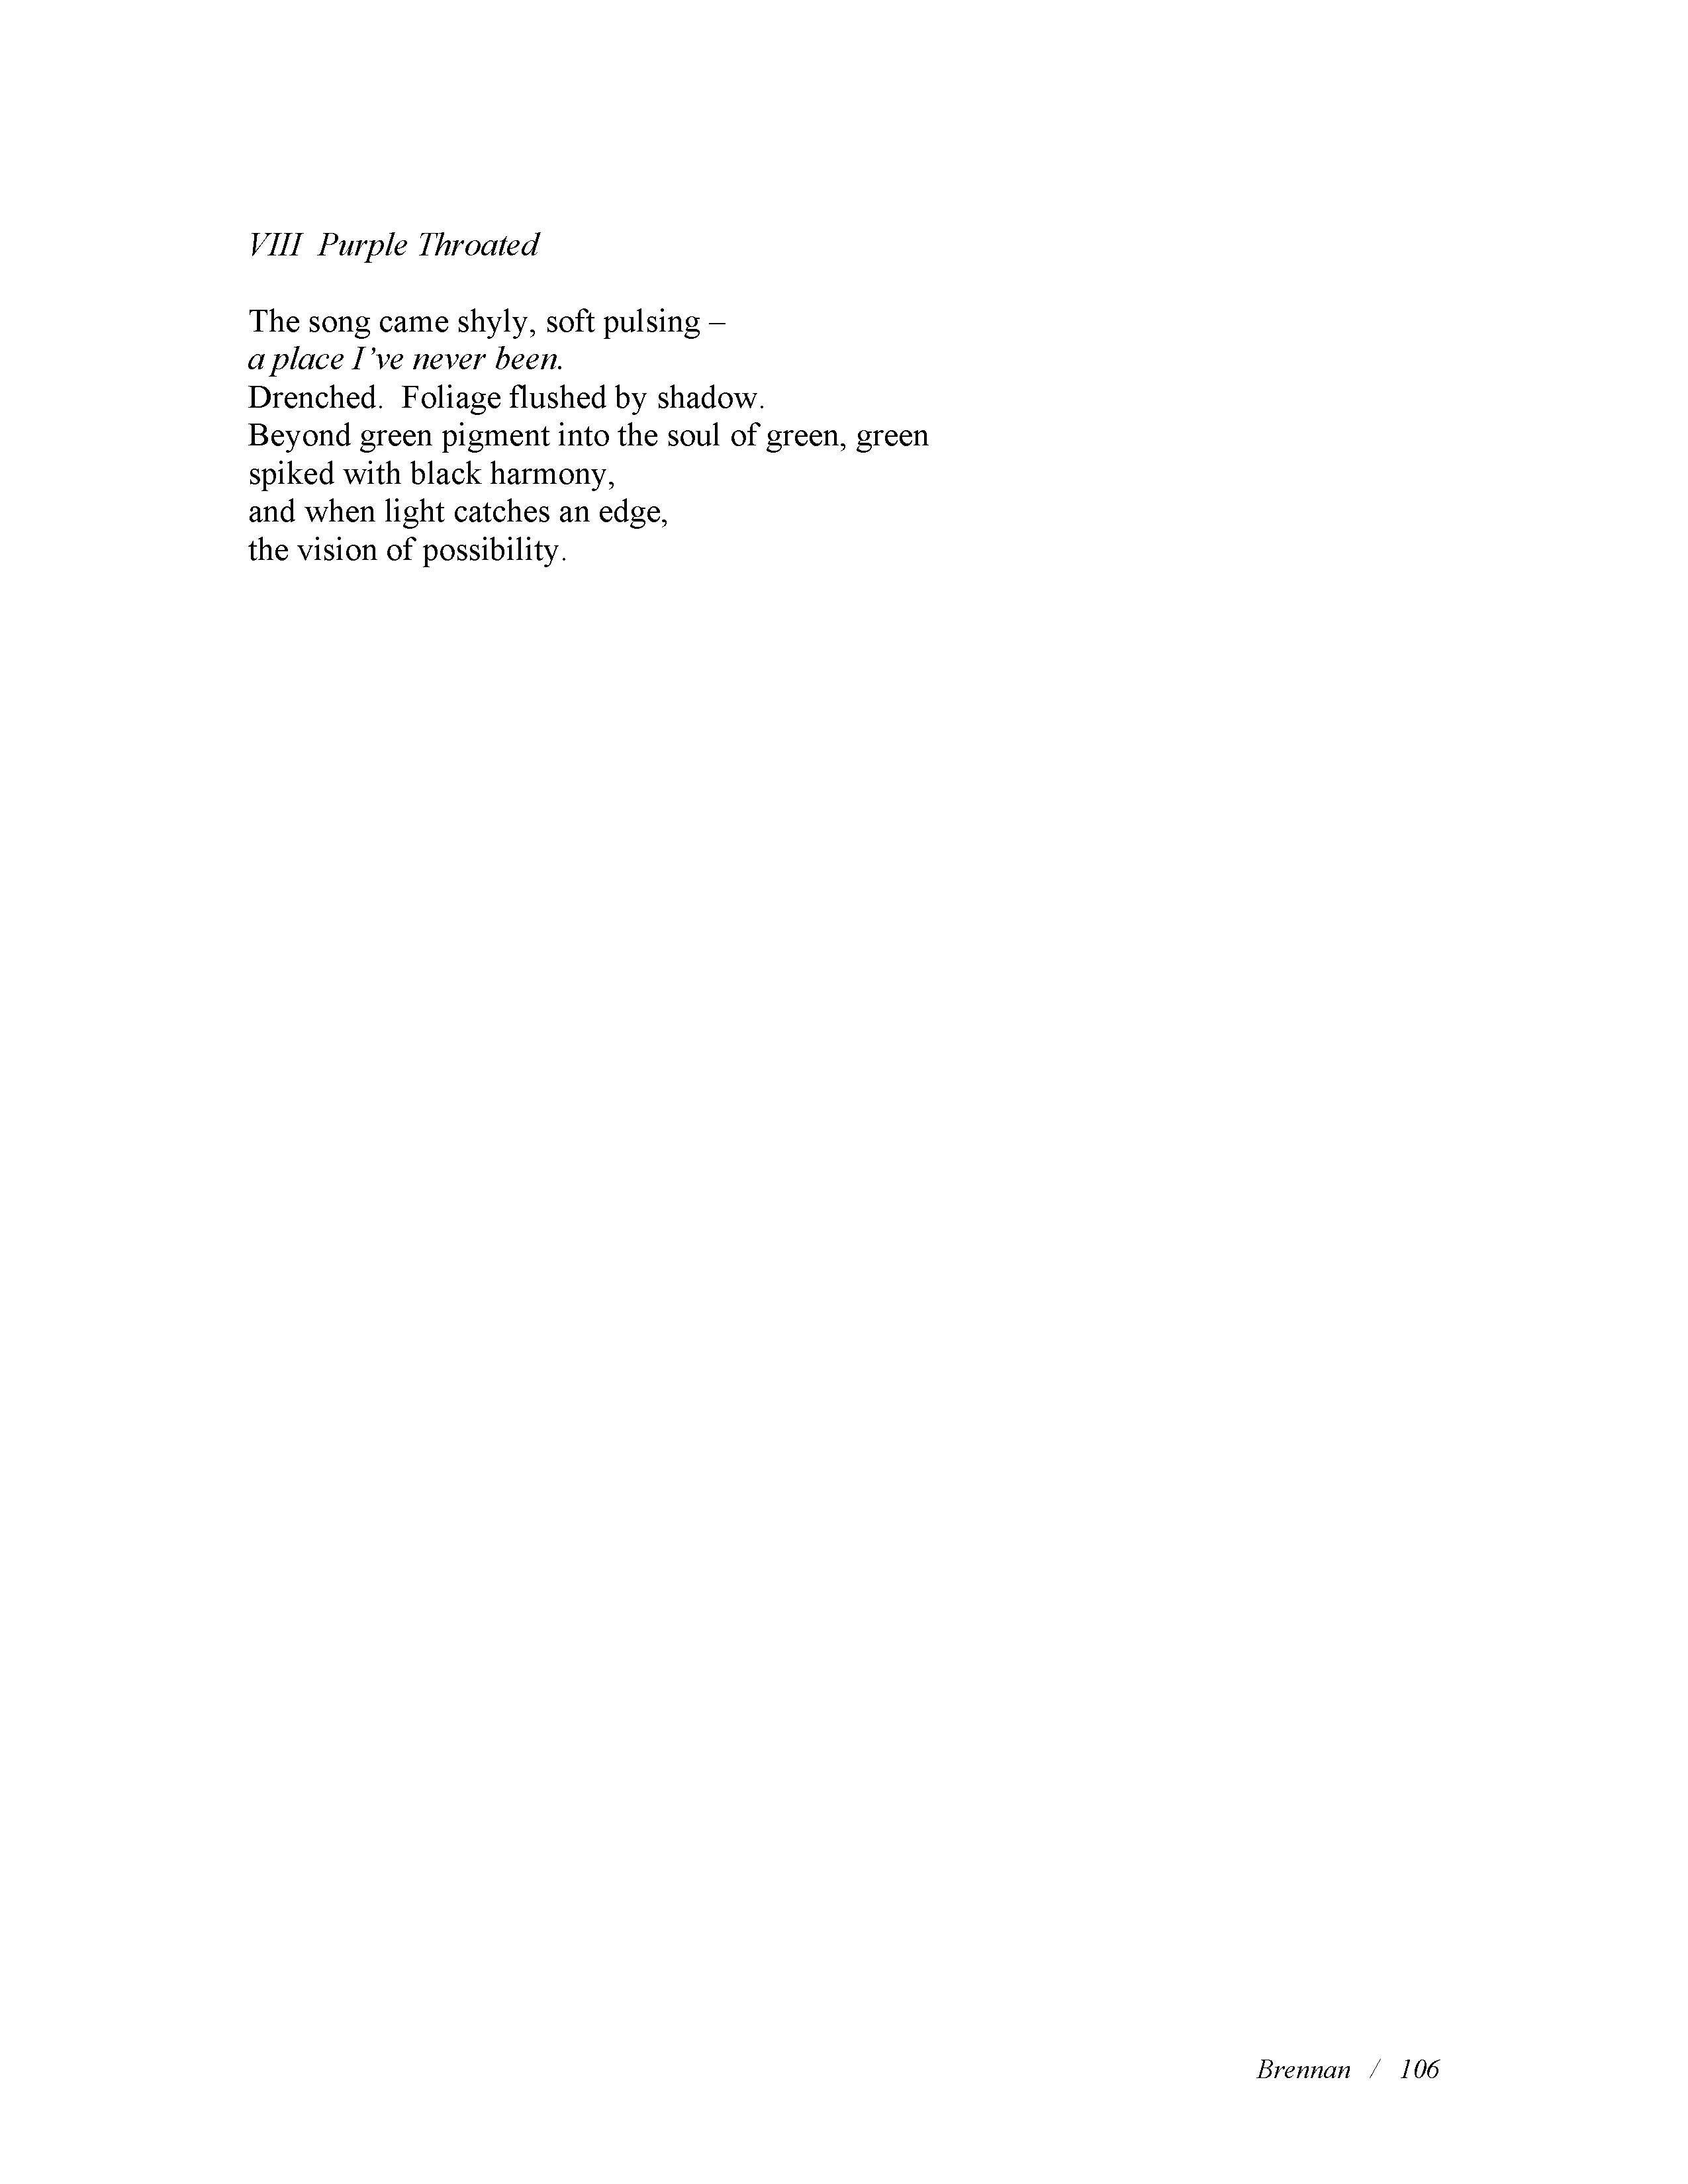 VIII  Purple Throated
The song came shyly, soft pulsing –
a place I’ve never been.
Drenched.  Foliage flushed by shadow.
Beyond green pigment into the soul of green, green
spiked with black harmony,
and when light catches an edge,
the vision of possibility.
Brennan  /  106